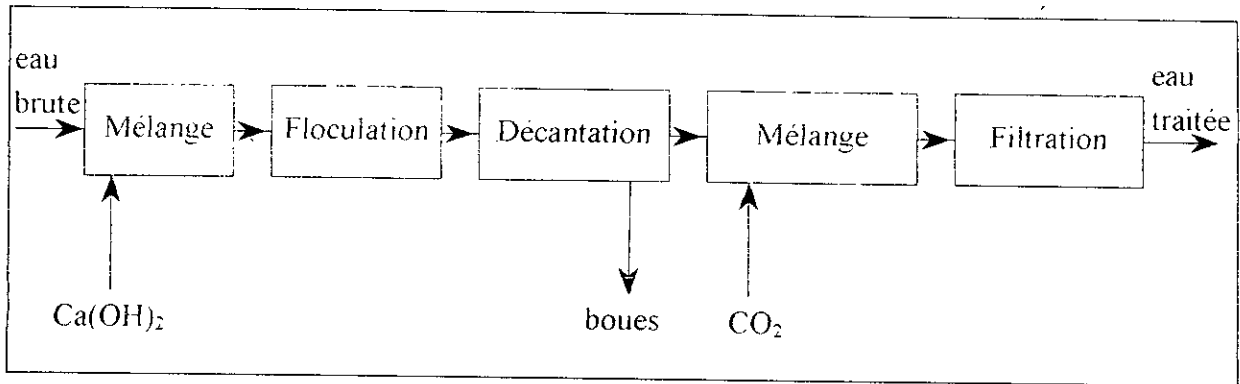 eau
brute
Mélange
Floculation
Décantation
Mélange
Filtration
eau
traitée
Ca(OH)₂
boues
CO₂